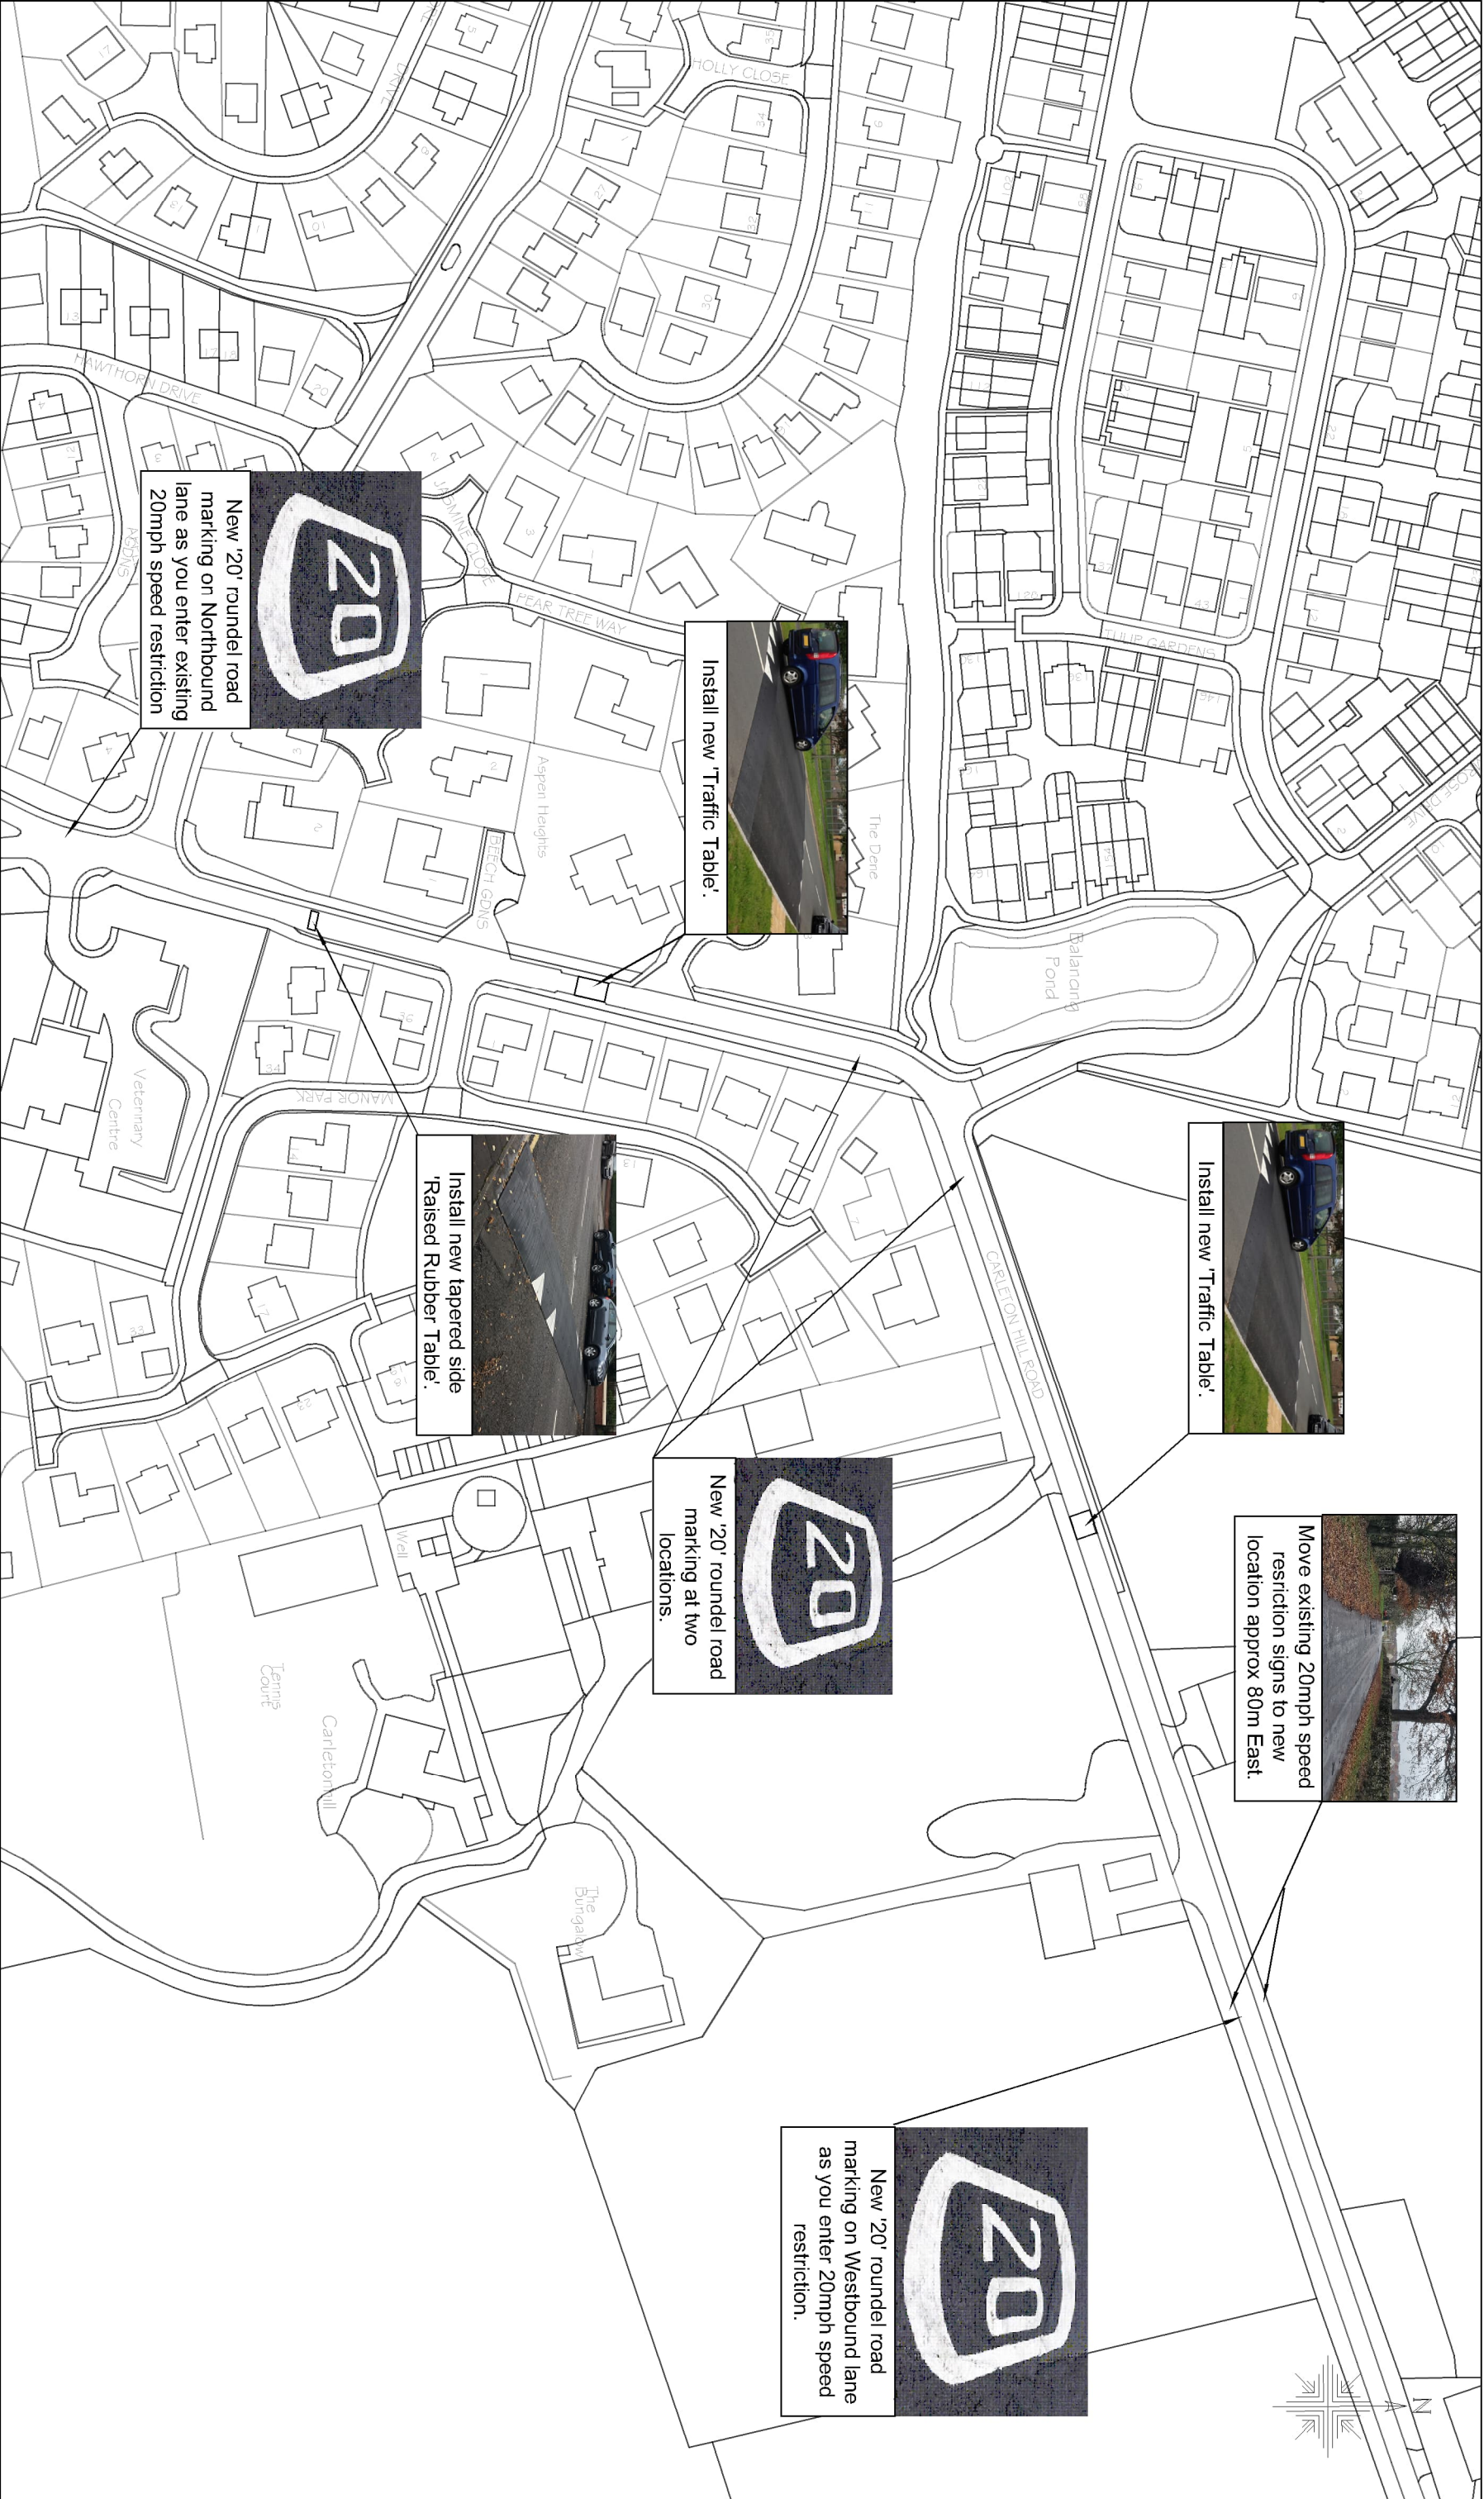 Move existing 20mph speed
resriction signs to new
location approx 80m East.
Install new 'Traffic Table'.
New '20' roundel road
marking on Westbound lane
as you enter 20mph speed
restriction.
20
New '20' roundel road
marking at two
locations.
20
Install new 'Traffic Table'.
Install new tapered side
'Raised Rubber Table'.
New '20' roundel road
marking on Northbound
lane as you enter existing
20mph speed restriction
20
N
HOLLY CLOSE
DRIVE
HAWTHORN DRIVE
JASMINE CLOSE
PEAR TREE WAY
TULIP GARDENS
Aspen Heights
BEECH GDNS
The Dene
Balancing
Pond
CARLETON HILL ROAD
MANOR PARK
Veterinary
Centre
Well
Tennis
Court
Carletonhill
The
Bungalow